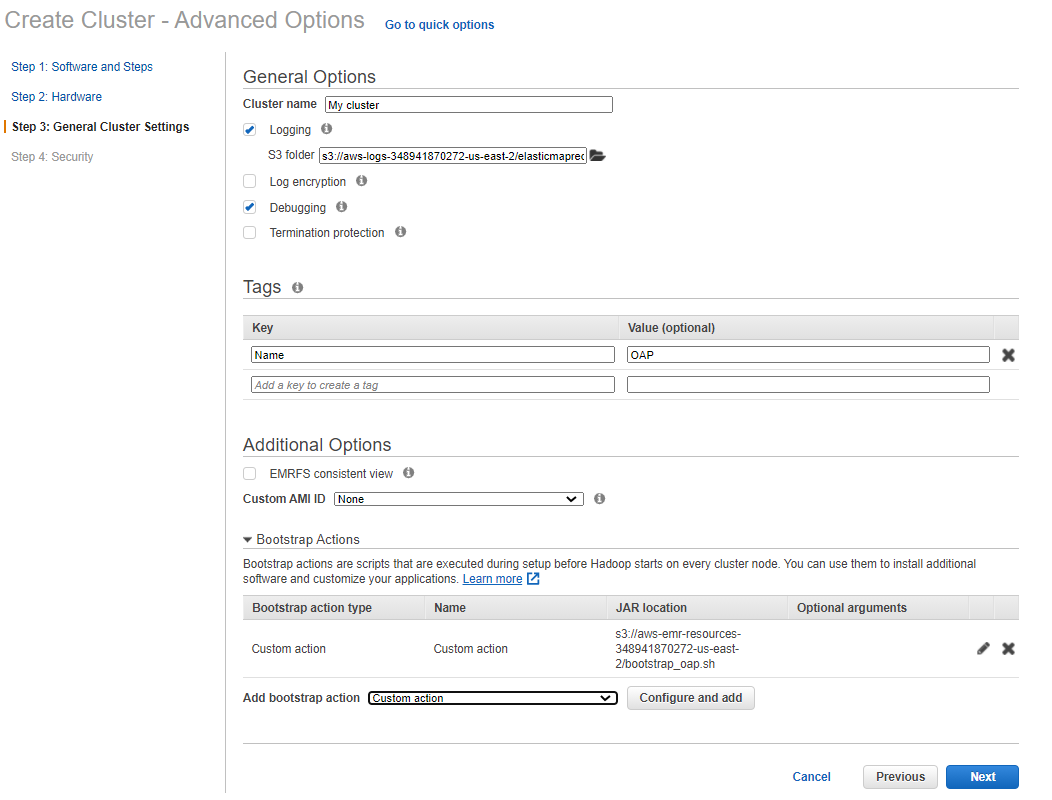 Create Cluster - Advanced Options Go to quick options
Step 1: Software and Steps
Step 2: Hardware
Step 3: General Cluster Settings
Step 4: Security
General Options
Cluster name My cluster
Logging
S3 folder s3://aws-logs-348941870272-us-east-2/elasticmapred
Log encryption
Debugging
Termination protection
Tags
Key Value (optional)
Name OAP
Add a key to create a tag
Additional Options
EMRFS consistent view
Custom AMI ID None
Bootstrap Actions
Bootstrap actions are scripts that are executed during setup before Hadoop starts on every cluster node. You can use them to install additional
software and customize your applications. Learn more
Bootstrap action type Name JAR location Optional arguments
Custom action Custom action s3://aws-emr-resources-
348941870272-us-east-
2/bootstrap_oap.sh
Add bootstrap action Custom action Configure and add
Cancel Previous Next